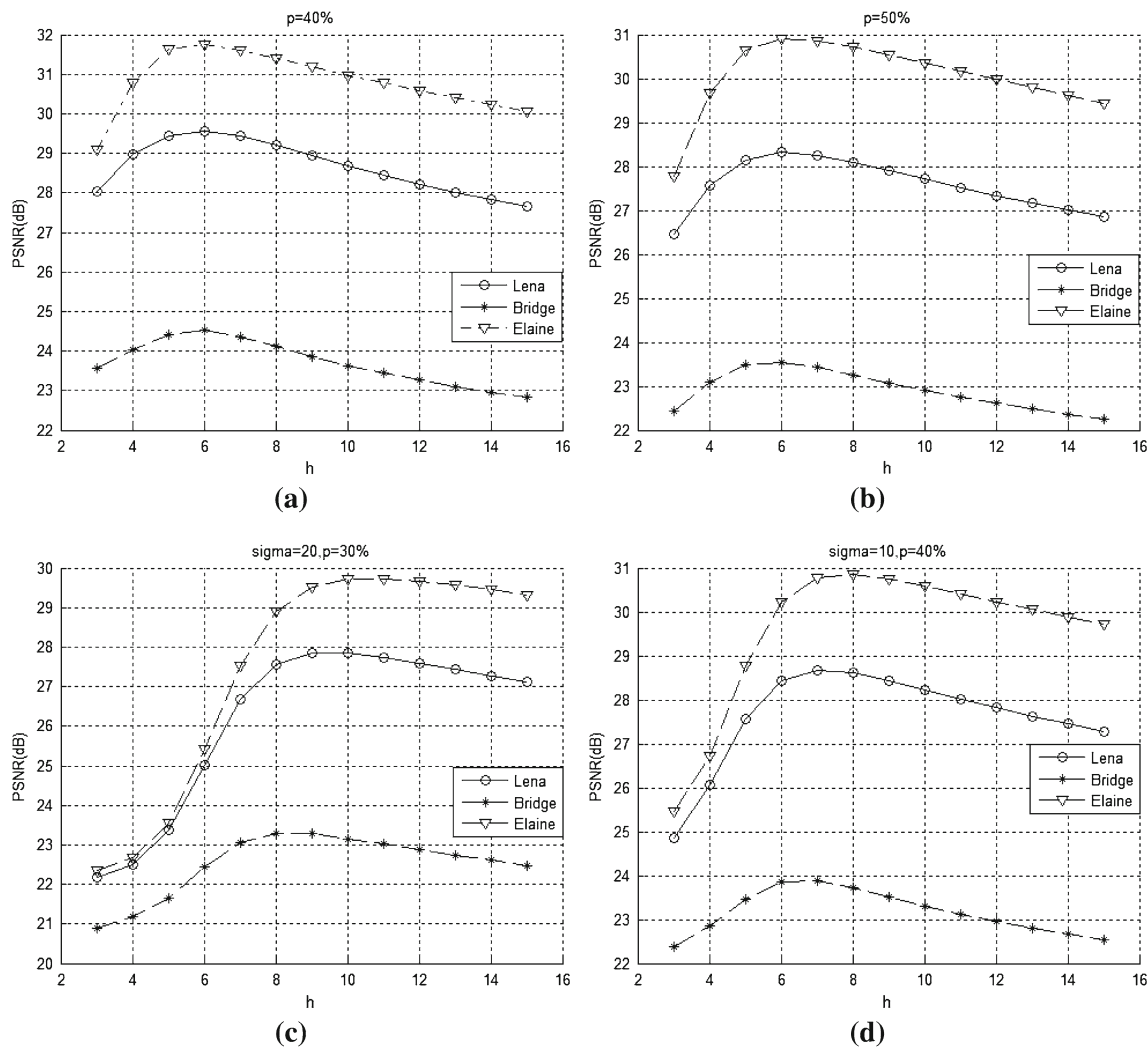 p=40%
PSNR(dB)
32
31
30
29
28
27
26
25
24
23
22
2 4 6 8 10 12 14 16
h
Lena
Bridge
Elaine
(a)
p=50%
PSNR(dB)
31
30
29
28
27
26
25
24
23
22
2 4 6 8 10 12 14 16
h
Lena
Bridge
Elaine
(b)
sigma=20,p=30%
PSNR(dB)
30
29
28
27
26
25
24
23
22
21
20
2 4 6 8 10 12 14 16
h
Lena
Bridge
Elaine
(c)
sigma=10,p=40%
PSNR(dB)
31
30
29
28
27
26
25
24
23
22
2 4 6 8 10 12 14 16
h
Lena
Bridge
Elaine
(d)